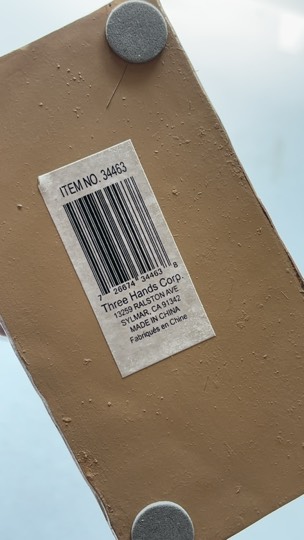 ITEM NO. 34463
7 26674 34463 8
Three Hands Corp.
13259 RALSTON AVE.
SYLMAR, CA 91342
MADE IN CHINA
Fabriqués en Chine